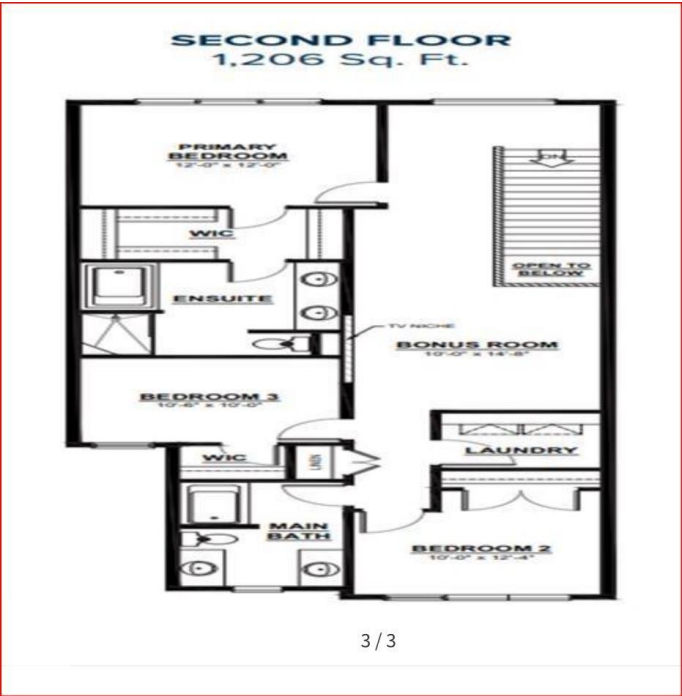 SECOND FLOOR
1,206 Sq. Ft.
PRIMARY
BEDROOM
12'-0" x 12'-0"
DN
WIC
OPEN TO
BELOW
ENSUITE
TV NICHE
BONUS ROOM
10'-0" x 14'-8"
BEDROOM 3
10'-6" x 10'-0"
LAUNDRY
WIC
LINEN
MAIN
BATH
BEDROOM 2
10'-0" x 12'-4"
3 / 3